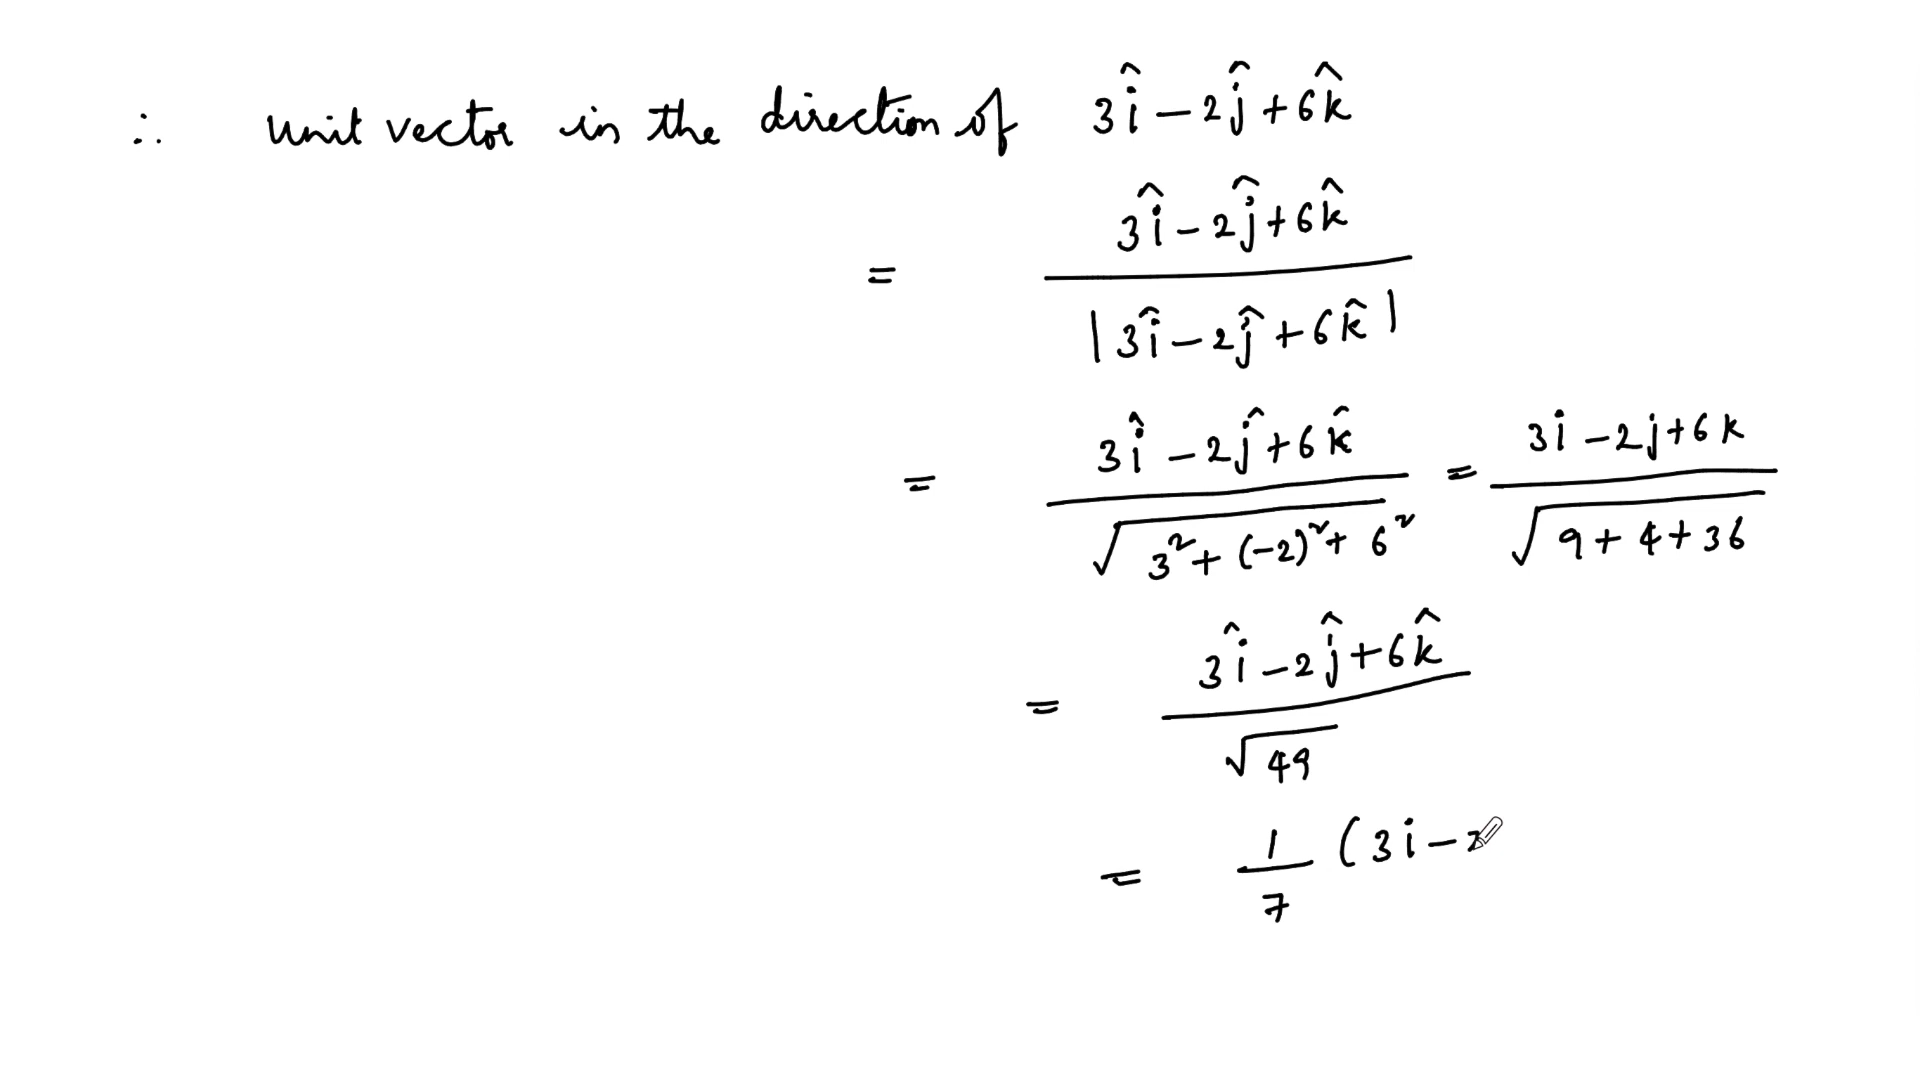 ∴ unit vector in the direction of 3î − 2ĵ + 6k̂
= (3î − 2ĵ + 6k̂) / |3î − 2ĵ + 6k̂|
= (3î − 2ĵ + 6k̂) / √(3² + (−2)² + 6²) = (3i − 2j + 6k) / √(9 + 4 + 36)
= (3î − 2ĵ + 6k̂) / √49
= 1/7 (3i −